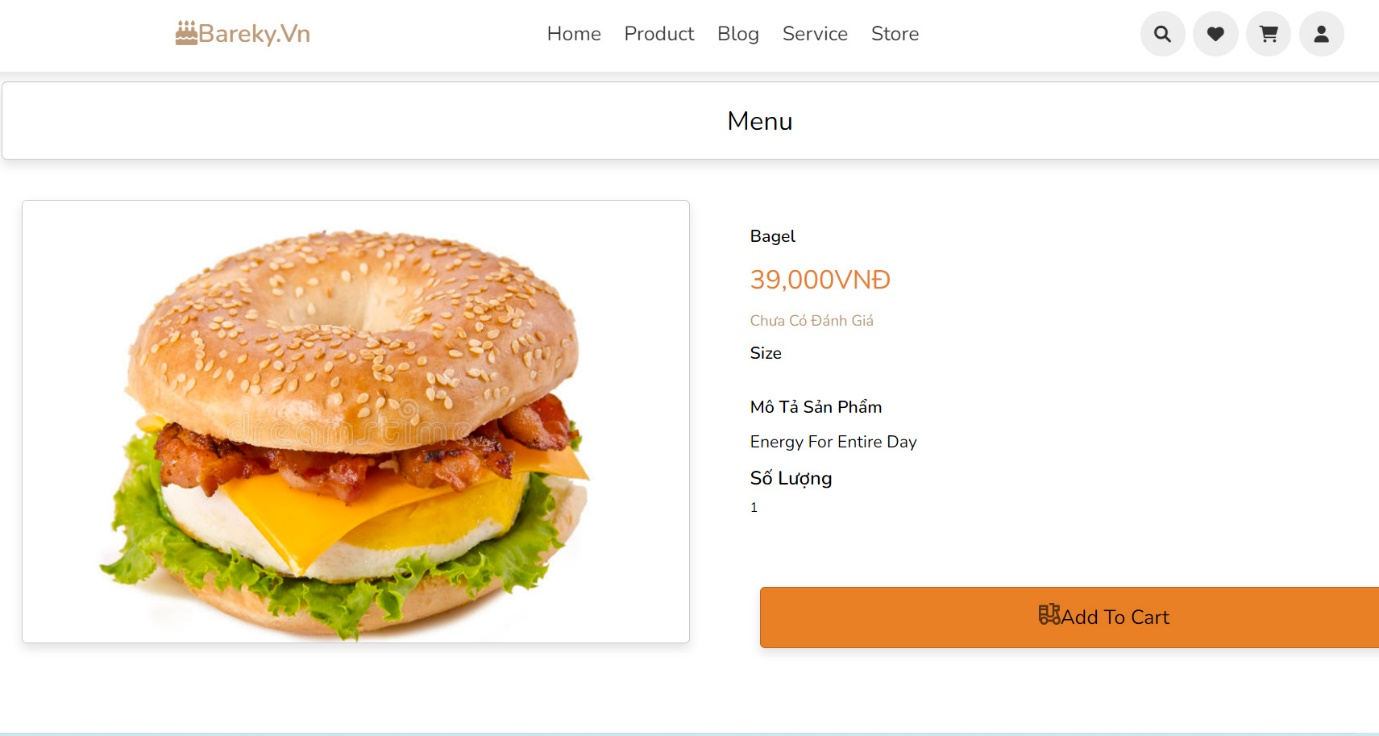 Bareky.Vn
Home Product Blog Service Store
Menu
Bagel
39,000VNĐ
Chưa Có Đánh Giá
Size
Mô Tả Sản Phẩm
Energy For Entire Day
Số Lượng
1
Add To Cart
dreamstime